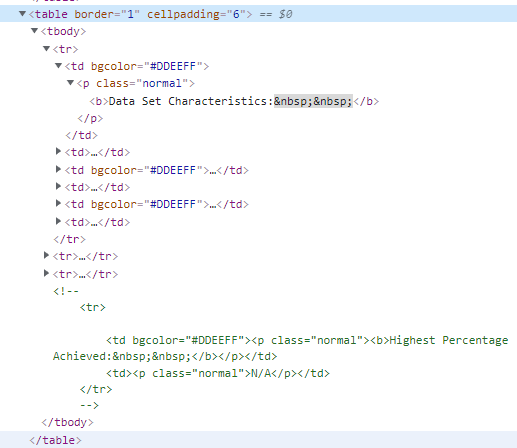 <table border="1" cellpadding="6"> == $0
<tbody>
<tr>
<td bgcolor="#DDEEFF">
<p class="normal">
<b>Data Set Characteristics:&nbsp;&nbsp;</b>
</p>
</td>
<td>…</td>
<td bgcolor="#DDEEFF">…</td>
<td>…</td>
<td bgcolor="#DDEEFF">…</td>
<td>…</td>
</tr>
<tr>…</tr>
<tr>…</tr>
<!--
<tr>
<td bgcolor="#DDEEFF"><p class="normal"><b>Highest Percentage
Achieved:&nbsp;&nbsp;</b></p></td>
<td><p class="normal">N/A</p></td>
</tr>
-->
</tbody>
</table>